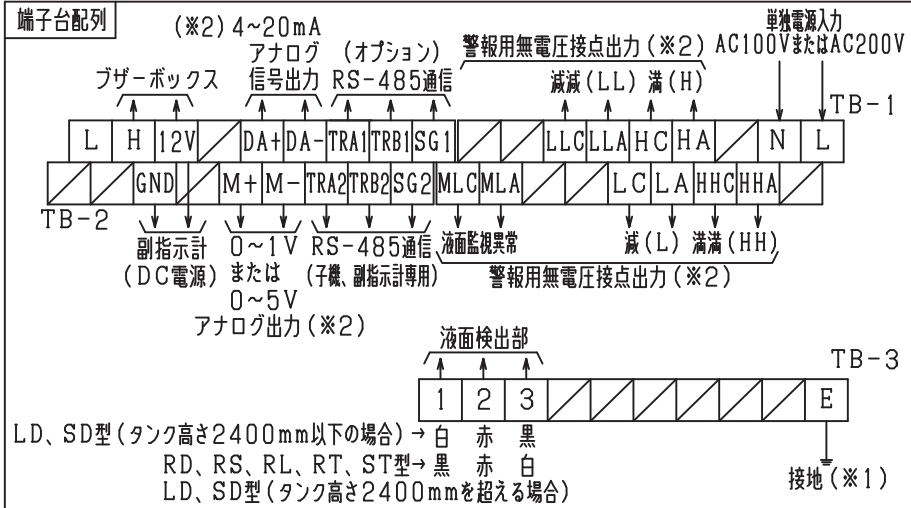 端子台配列
(※2) 4~20mA
アナログ
信号出力
(オプション)
RS-485通信
警報用無電圧接点出力(※2)
単独電源入力
AC100VまたはAC200V
ブザーボックス
減減(LL) 満(H)
TB-1
L H 12V DA+ DA- TRA1 TRB1 SG1 LLC LLA HC HA N L
GND M+ M- TRA2 TRB2 SG2 MLC MLA LC LA HHC HHA
TB-2
副指示計
(DC電源)
0~1V
または
0~5V
アナログ出力(※2)
RS-485通信
(子機、副指示計専用)
液面監視異常
減(L) 満満(HH)
警報用無電圧接点出力(※2)
液面検出部
TB-3
1 2 3 E
LD、SD型(タンク高さ2400mm以下の場合)→白 赤 黒
RD、RS、RL、RT、ST型→黒 赤 白
LD、SD型(タンク高さ2400mmを超える場合)
接地(※1)